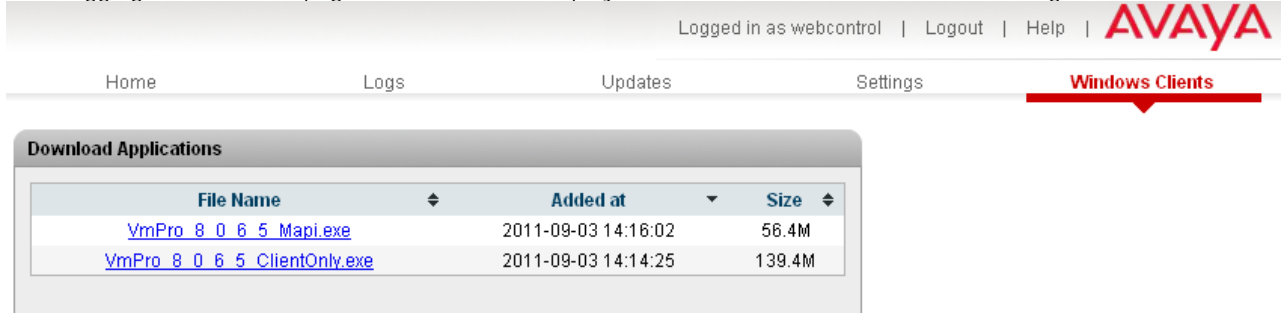 Logged in as webcontrol | Logout | Help | AVAYA
Home Logs Updates Settings Windows Clients
Download Applications
File Name Added at Size
VmPro_8_0_6_5_Mapi.exe 2011-09-03 14:16:02 56.4M
VmPro_8_0_6_5_ClientOnly.exe 2011-09-03 14:14:25 139.4M